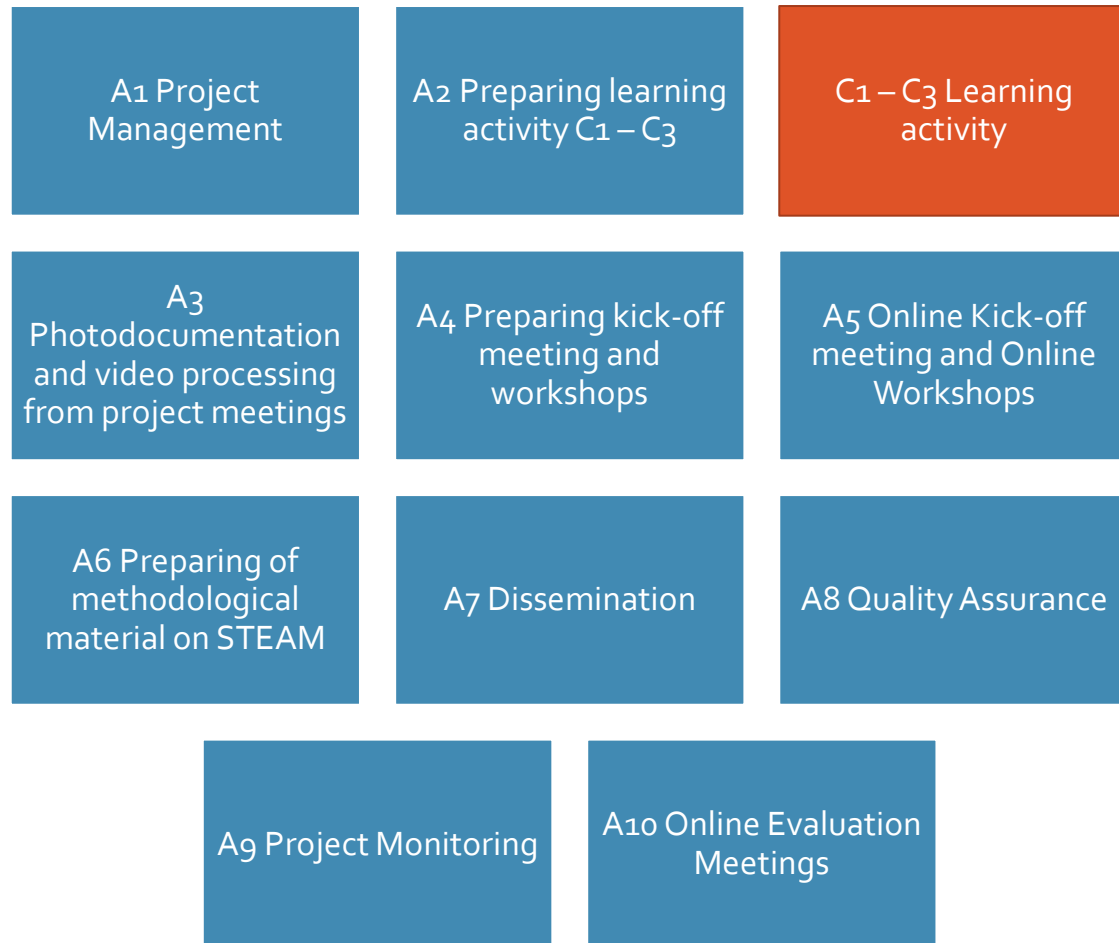 A1 Project
Management
A2 Preparing learning
activity C1 – C3
C1 – C3 Learning
activity
A3
Photodocumentation
and video processing
from project meetings
A4 Preparing kick-off
meeting and
workshops
A5 Online Kick-off
meeting and Online
Workshops
A6 Preparing of
methodological
material on STEAM
A7 Dissemination
A8 Quality Assurance
A9 Project Monitoring
A10 Online Evaluation
Meetings